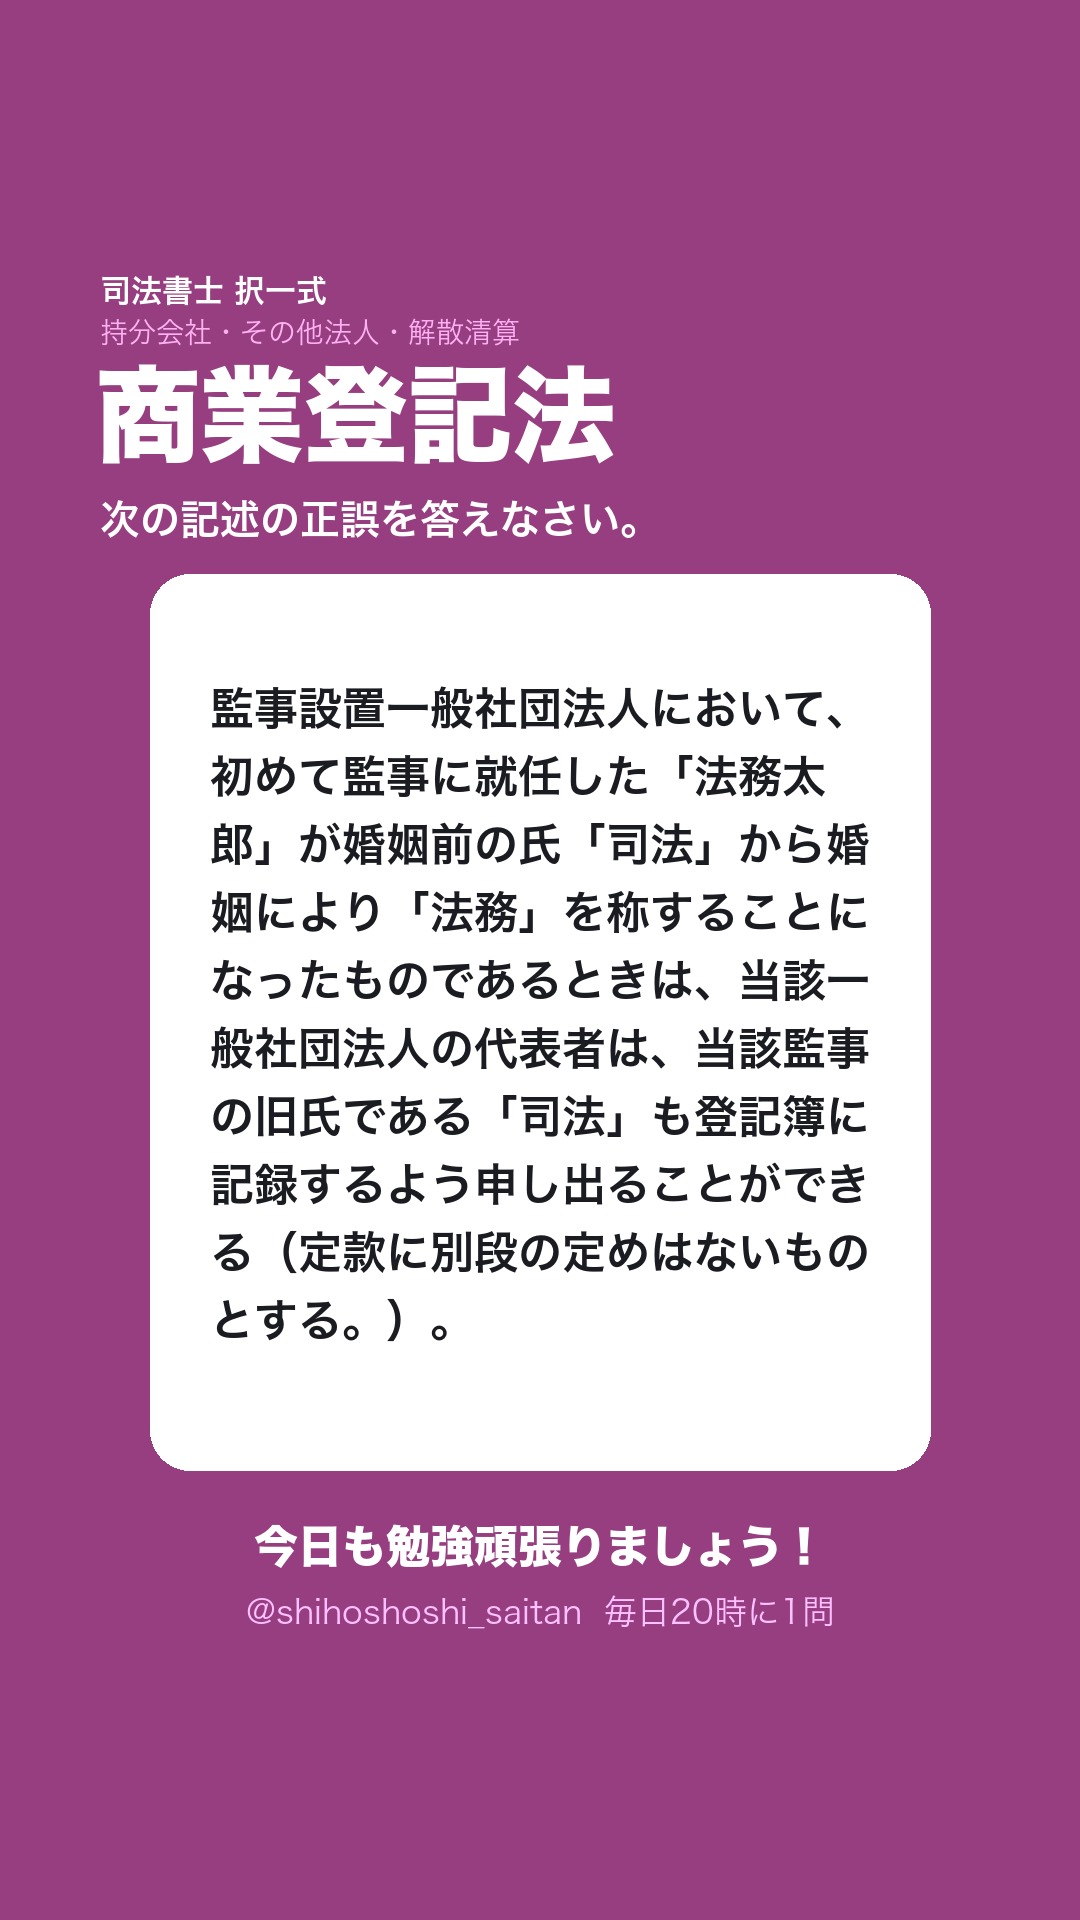 司法書士 択一式
持分会社・その他法人・解散清算
商業登記法
次の記述の正誤を答えなさい。
監事設置一般社団法人において、
初めて監事に就任した「法務太
郎」が婚姻前の氏「司法」から婚
姻により「法務」を称することに
なったものであるときは、当該一
般社団法人の代表者は、当該監事
の旧氏である「司法」も登記簿に
記録するよう申し出ることができ
る（定款に別段の定めはないもの
とする。）。
今日も勉強頑張りましょう！
@shihoshoshi_saitan 毎日20時に1問